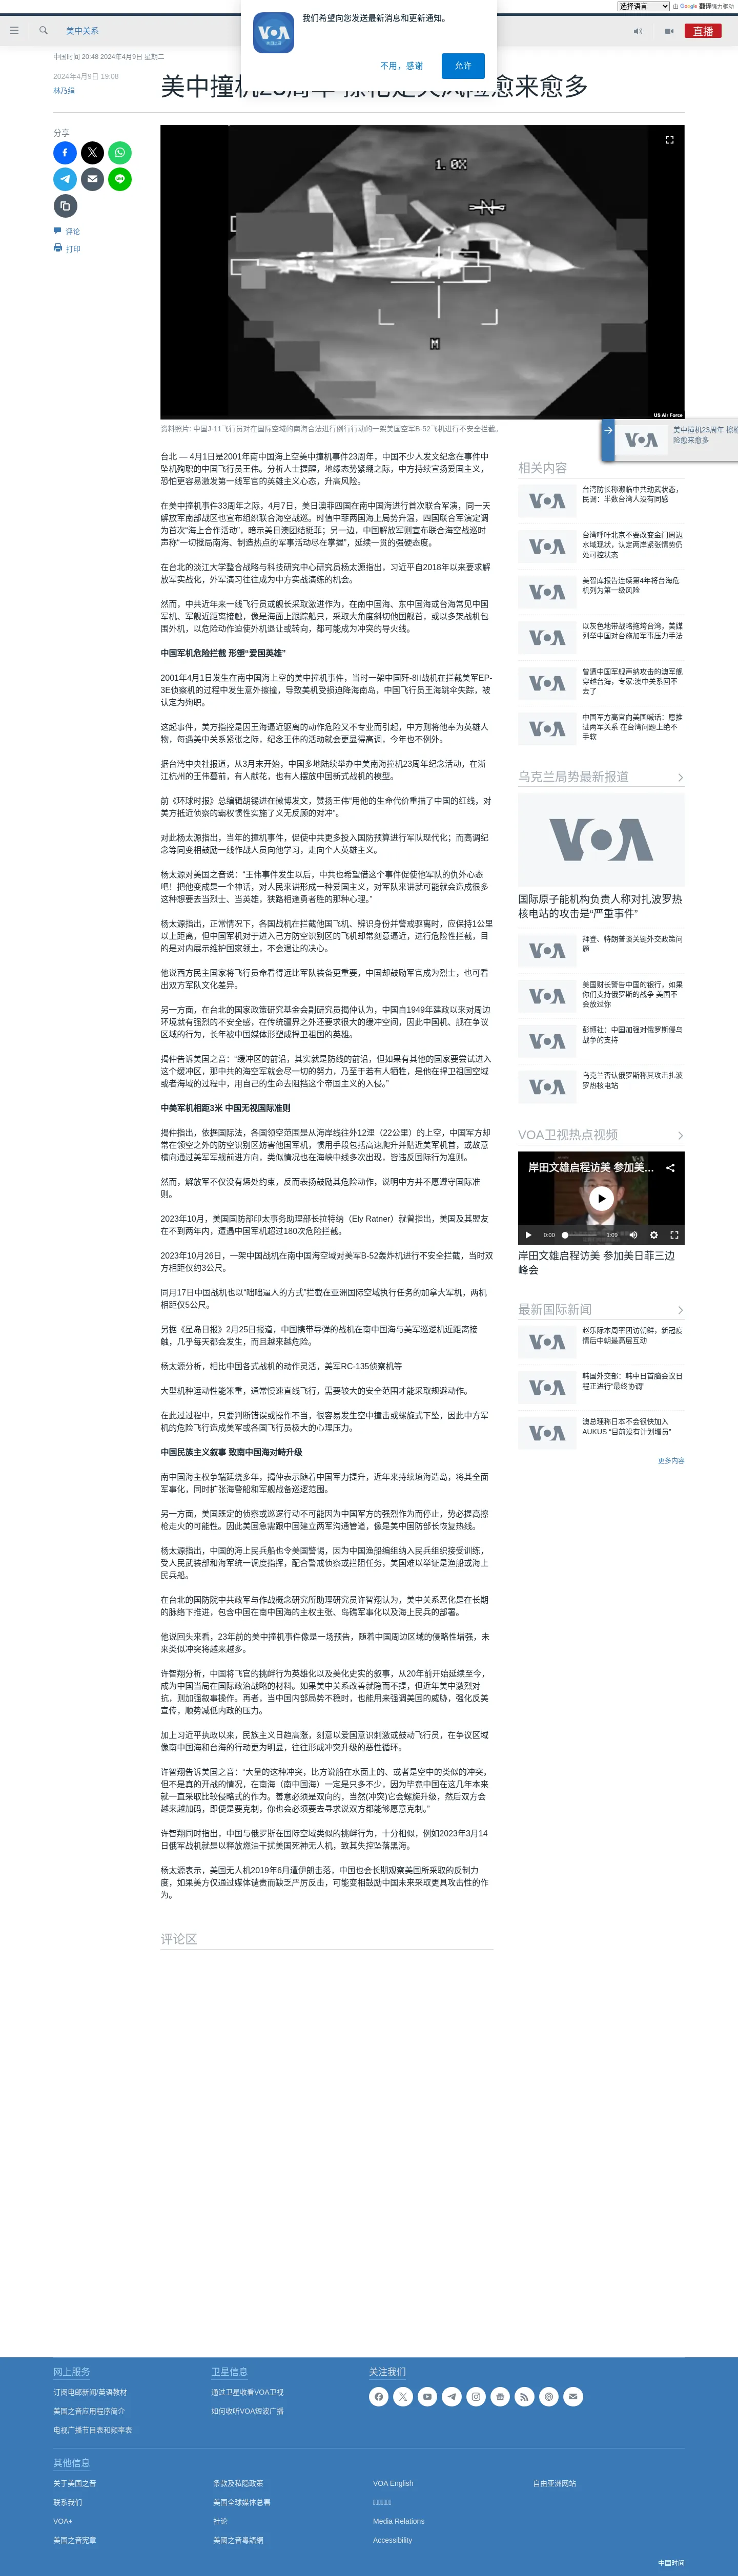 选择语言
由 Google 翻译强力驱动
我们希望向您发送最新消息和更新通知。
不用，感谢
允许
美中关系
直播
中国时间 20:48 2024年4月9日 星期二
2024年4月9日 19:08
林乃绢
美中撞机23周年 擦枪走火风险愈来愈多
分享
评论
打印
1.0X
M
US Air Force
资料照片: 中国J-11飞行员对在国际空域的南海合法进行例行行动的一架美国空军B-52飞机进行不安全拦截。
台北 — 4月1日是2001年南中国海上空美中撞机事件23周年，中国不少人发文纪念在事件中
坠机殉职的中国飞行员王伟。分析人士提醒，地缘态势紧绷之际，中方持续宣扬爱国主义，
恐怕更容易激发第一线军官的英雄主义心态，升高风险。
在美中撞机事件33周年之际，4月7日，美日澳菲四国在南中国海进行首次联合军演，同一天
解放军南部战区也宣布组织联合海空战巡。时值中菲两国海上局势升温，四国联合军演定调
为首次“海上合作活动”，暗示美日澳团结挺菲；另一边，中国解放军则宣布联合海空战巡时
声称“一切搅局南海、制造热点的军事活动尽在掌握”，延续一贯的强硬态度。
在台北的淡江大学整合战略与科技研究中心研究员杨太源指出，习近平自2018年以来要求解
放军实战化，外军演习往往成为中方实战演练的机会。
然而，中共近年来一线飞行员或舰长采取激进作为，在南中国海、东中国海或台海常见中国
军机、军舰近距离接触，像是海面上跟踪船只，采取大角度斜切他国舰首，或以多架战机包
围外机，以危险动作迫使外机退让或转向，都可能成为冲突的导火线。
中国军机危险拦截 形塑“爱国英雄”
2001年4月1日发生在南中国海上空的美中撞机事件，当时一架中国歼-8II战机在拦截美军EP-
3E侦察机的过程中发生意外擦撞，导致美机受损迫降海南岛，中国飞行员王海跳伞失踪，被
认定为殉职。
这起事件，美方指控是因王海逼近驱离的动作危险又不专业而引起，中方则将他奉为英雄人
物，每遇美中关系紧张之际，纪念王伟的活动就会更显得高调，今年也不例外。
据台湾中央社报道，从3月末开始，中国多地陆续举办中美南海撞机23周年纪念活动，在浙
江杭州的王伟墓前，有人献花，也有人摆放中国新式战机的模型。
前《环球时报》总编辑胡锡进在微博发文，赞扬王伟“用他的生命代价重描了中国的红线，对
美方抵近侦察的霸权惯性实施了义无反顾的对冲”。
对此杨太源指出，当年的撞机事件，促使中共更多投入国防预算进行军队现代化；而高调纪
念等同变相鼓励一线作战人员向他学习，走向个人英雄主义。
杨太源对美国之音说：“王伟事件发生以后，中共也希望借这个事件促使他军队的仇外心态
吧！把他变成是一个神话，对人民来讲形成一种爱国主义，对军队来讲就可能就会造成很多
这种想要去当烈士、当英雄，狭路相逢勇者胜的那种心理。”
杨太源指出，正常情况下，各国战机在拦截他国飞机、辨识身份并警戒驱离时，应保持1公里
以上距离，但中国军机对于进入己方防空识别区的飞机却常刻意逼近，进行危险性拦截，目
的是对内展示维护国家领土，不会退让的决心。
他说西方民主国家将飞行员命看得远比军队装备更重要，中国却鼓励军官成为烈士，也可看
出双方军队文化差异。
另一方面，在台北的国家政策研究基金会副研究员揭仲认为，中国自1949年建政以来对周边
环境就有强烈的不安全感，在传统疆界之外还要求很大的缓冲空间，因此中国机、舰在争议
区域的行为，长年被中国媒体形塑成捍卫祖国的英雄。
揭仲告诉美国之音：“缓冲区的前沿，其实就是防线的前沿，但如果有其他的国家要尝试进入
这个缓冲区，那中共的海空军就会尽一切的努力，乃至于若有人牺牲，是他在捍卫祖国空域
或者海域的过程中，用自己的生命去阻挡这个帝国主义的入侵。”
中美军机相距3米 中国无视国际准则
揭仲指出，依据国际法，各国领空范围是从海岸线往外12浬（22公里）的上空，中国军方却
常在领空之外的防空识别区妨害他国军机，惯用手段包括高速爬升并贴近美军机首，或故意
横向通过美军军舰前进方向，类似情况也在海峡中线多次出现，皆违反国际行为准则。
然而，解放军不仅没有惩处约束，反而表扬鼓励其危险动作，说明中方并不愿遵守国际准
则。
2023年10月，美国国防部印太事务助理部长拉特纳（Ely Ratner）就曾指出，美国及其盟友
在不到两年内，遭遇中国军机超过180次危险拦截。
2023年10月26日，一架中国战机在南中国海空域对美军B-52轰炸机进行不安全拦截，当时双
方相距仅约3公尺。
同月17日中国战机也以“咄咄逼人的方式”拦截在亚洲国际空域执行任务的加拿大军机，两机
相距仅5公尺。
另据《星岛日报》2月25日报道，中国携带导弹的战机在南中国海与美军巡逻机近距离接
触，几乎每天都会发生，而且越来越危险。
杨太源分析，相比中国各式战机的动作灵活，美军RC-135侦察机等
大型机种运动性能笨重，通常慢速直线飞行，需要较大的安全范围才能采取规避动作。
在此过过程中，只要判断错误或操作不当，很容易发生空中撞击或螺旋式下坠，因此中方军
机的危险飞行造成美军或各国飞行员极大的心理压力。
中国民族主义叙事 致南中国海对峙升级
南中国海主权争端延烧多年，揭仲表示随着中国军力提升，近年来持续填海造岛，将其全面
军事化，同时扩张海警船和军舰战备巡逻范围。
另一方面，美国既定的侦察或巡逻行动不可能因为中国军方的强烈作为而停止，势必提高擦
枪走火的可能性。因此美国急需跟中国建立两军沟通管道，像是美中国防部长恢复热线。
杨太源指出，中国的海上民兵船也令美国警惕，因为中国渔船编组纳入民兵组织接受训练，
受人民武装部和海军统一调度指挥，配合警戒侦察或拦阻任务，美国难以举证是渔船或海上
民兵船。
在台北的国防院中共政军与作战概念研究所助理研究员许智翔认为，美中关系恶化是在长期
的脉络下推进，包含中国在南中国海的主权主张、岛礁军事化以及海上民兵的部署。
他说回头来看，23年前的美中撞机事件像是一场预告，随着中国周边区域的侵略性增强，未
来类似冲突将越来越多。
许智翔分析，中国将飞官的挑衅行为英雄化以及美化史实的叙事，从20年前开始延续至今，
成为中国当局在国际政治战略的材料。如果美中关系改善就隐而不提，但近年美中激烈对
抗，则加强叙事操作。再者，当中国内部局势不稳时，也能用来强调美国的威胁，强化反美
宣传，顺势减低内政的压力。
加上习近平执政以来，民族主义日趋高涨，刻意以爱国意识刺激或鼓动飞行员，在争议区域
像南中国海和台海的行动更为明显，往往形成冲突升级的恶性循环。
许智翔告诉美国之音：“大量的这种冲突，比方说船在水面上的、或者是空中的类似的冲突，
但不是真的开战的情况，在南海（南中国海）一定是只多不少，因为毕竟中国在这几年本来
就一直采取比较侵略式的作为。善意必须是双向的，当然(冲突)它会螺旋升级，然后双方会
越来越加码，即便是要克制，你也会必须要去寻求说双方都能够愿意克制。”
许智翔同时指出，中国与俄罗斯在国际空域类似的挑衅行为，十分相似，例如2023年3月14
日俄军战机就是以释放燃油干扰美国死神无人机，致其失控坠落黑海。
杨太源表示，美国无人机2019年6月遭伊朗击落，中国也会长期观察美国所采取的反制力
度，如果美方仅通过媒体谴责而缺乏严厉反击，可能变相鼓励中国未来采取更具攻击性的作
为。
评论区
美中撞机23周年 擦枪
险愈来愈多
相关内容
台湾防长称濒临中共动武状态，
民调：半数台湾人没有同感
台湾呼吁北京不要改变金门周边
水域现状，认定两岸紧张情势仍
处可控状态
美智库报告连续第4年将台海危
机列为第一级风险
以灰色地带战略拖垮台湾，美媒
列举中国对台施加军事压力手法
曾遭中国军舰声纳攻击的澳军舰
穿越台海，专家:澳中关系回不
去了
中国军方高官向美国喊话：愿推
进两军关系 在台湾问题上绝不
手软
乌克兰局势最新报道
国际原子能机构负责人称对扎波罗热
核电站的攻击是“严重事件”
拜登、特朗普谈关键外交政策问
题
美国财长警告中国的银行，如果
你们支持俄罗斯的战争 美国不
会放过你
彭博社：中国加强对俄罗斯侵乌
战争的支持
乌克兰否认俄罗斯称其攻击扎波
罗热核电站
VOA卫视热点视频
岸田文雄启程访美 参加美…
0:00
1:09
岸田文雄启程访美 参加美日菲三边
峰会
最新国际新闻
赵乐际本周率团访朝鲜，新冠疫
情后中朝最高层互动
韩国外交部：韩中日首脑会议日
程正进行“最终协调”
澳总理称日本不会很快加入
AUKUS “目前没有计划增员”
更多内容
网上服务
订阅电邮新闻/英语教材
美国之音应用程序简介
电视广播节目表和频率表
卫星信息
通过卫星收看VOA卫视
如何收听VOA短波广播
关注我们
其他信息
关于美国之音
联系我们
VOA+
美国之音宪章
条款及私隐政策
美国全球媒体总署
社论
美國之音粵語網
VOA English
Media Relations
Accessibility
自由亚洲网站
中国时间